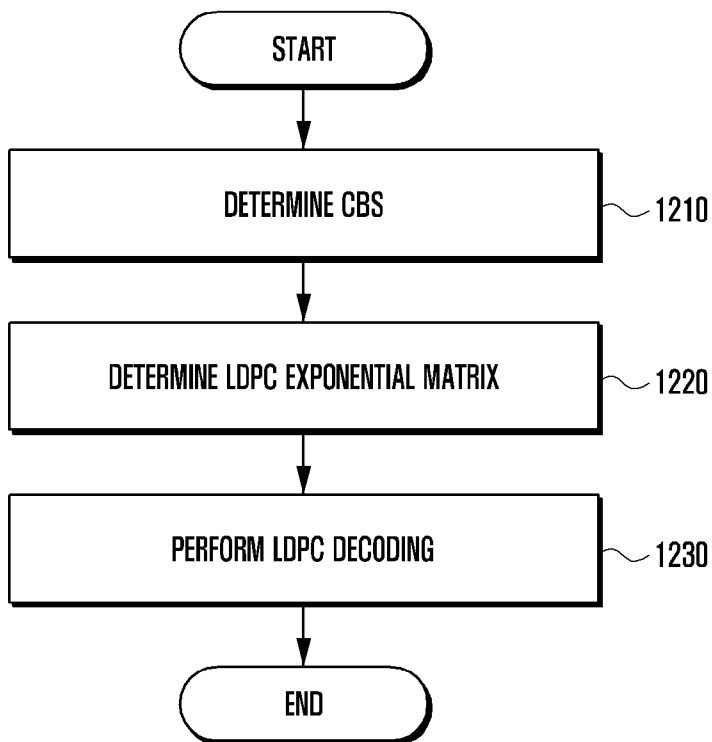 START
DETERMINE CBS
1210
DETERMINE LDPC EXPONENTIAL MATRIX
1220
PERFORM LDPC DECODING
1230
END